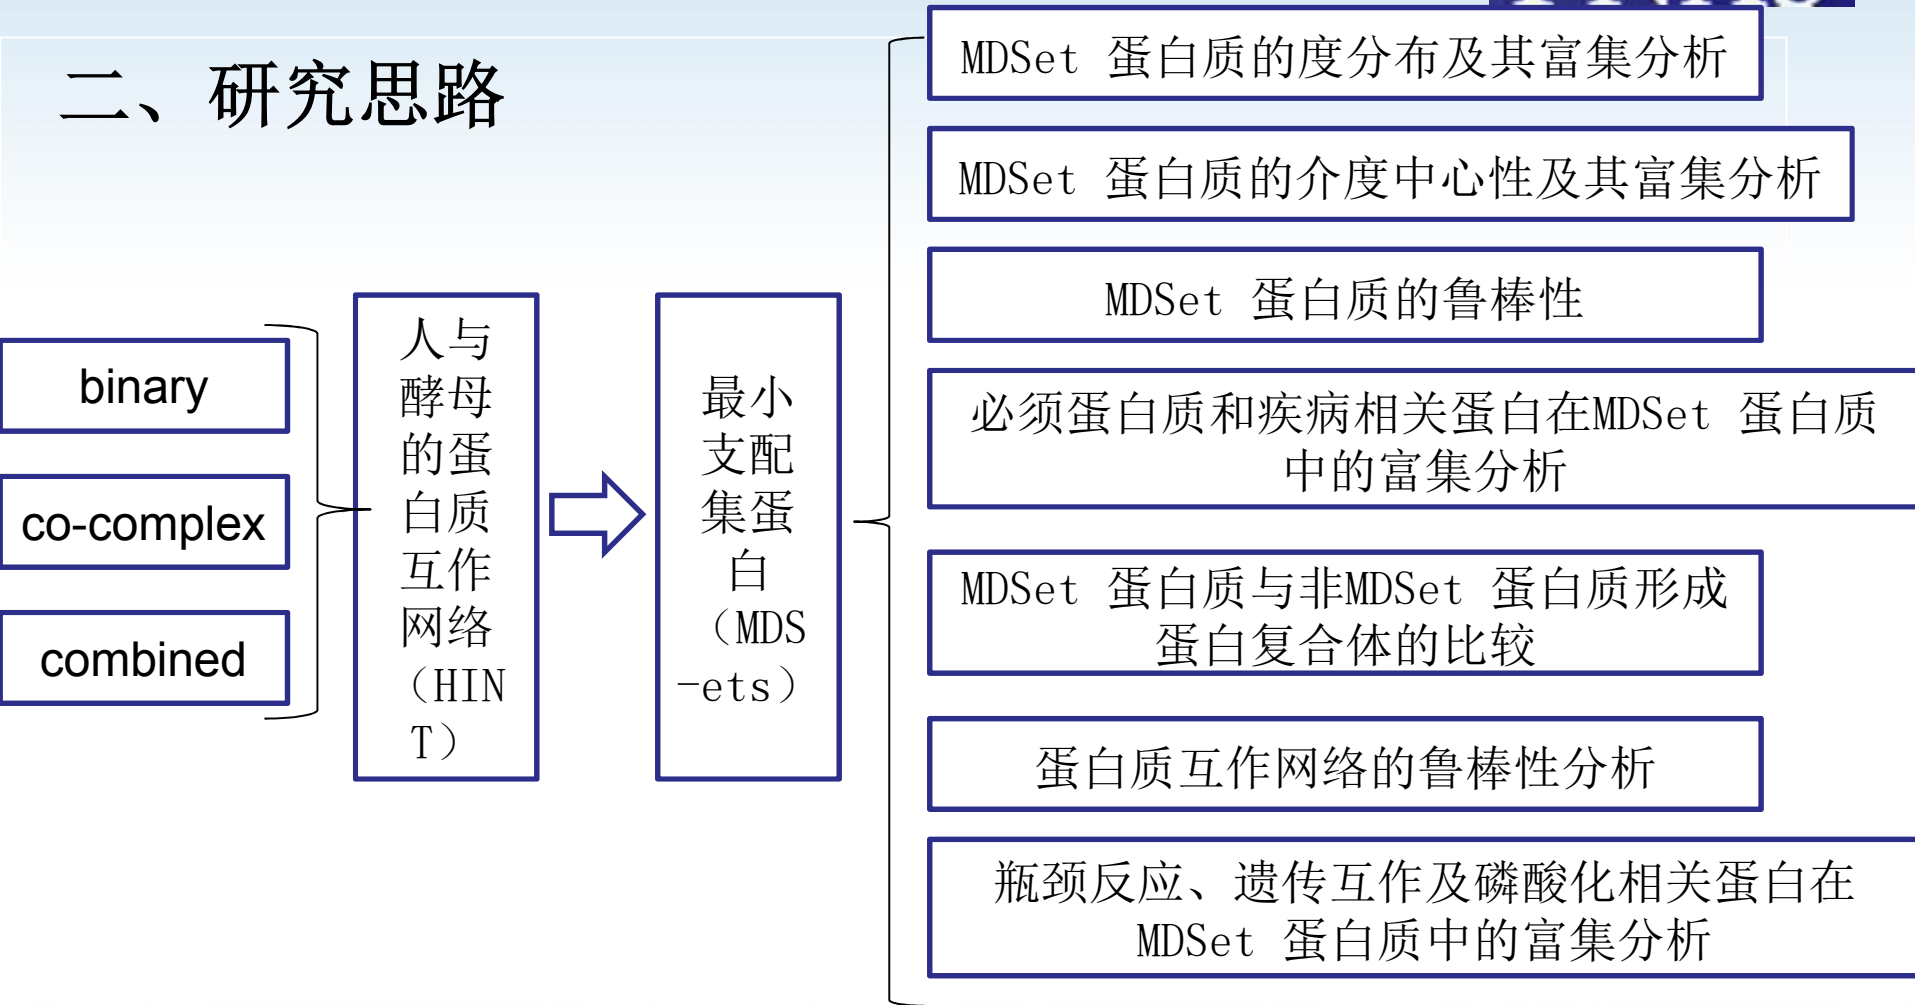 二、研究思路
binary
co-complex
combined
人与
酵母
的蛋
白质
互作
网络
（HIN
T）
最小
支配
集蛋
白
（MDS
-ets）
MDSet 蛋白质的度分布及其富集分析
MDSet 蛋白质的介度中心性及其富集分析
MDSet 蛋白质的鲁棒性
必须蛋白质和疾病相关蛋白在MDSet 蛋白质
中的富集分析
MDSet 蛋白质与非MDSet 蛋白质形成
蛋白复合体的比较
蛋白质互作网络的鲁棒性分析
瓶颈反应、遗传互作及磷酸化相关蛋白在
MDSet 蛋白质中的富集分析